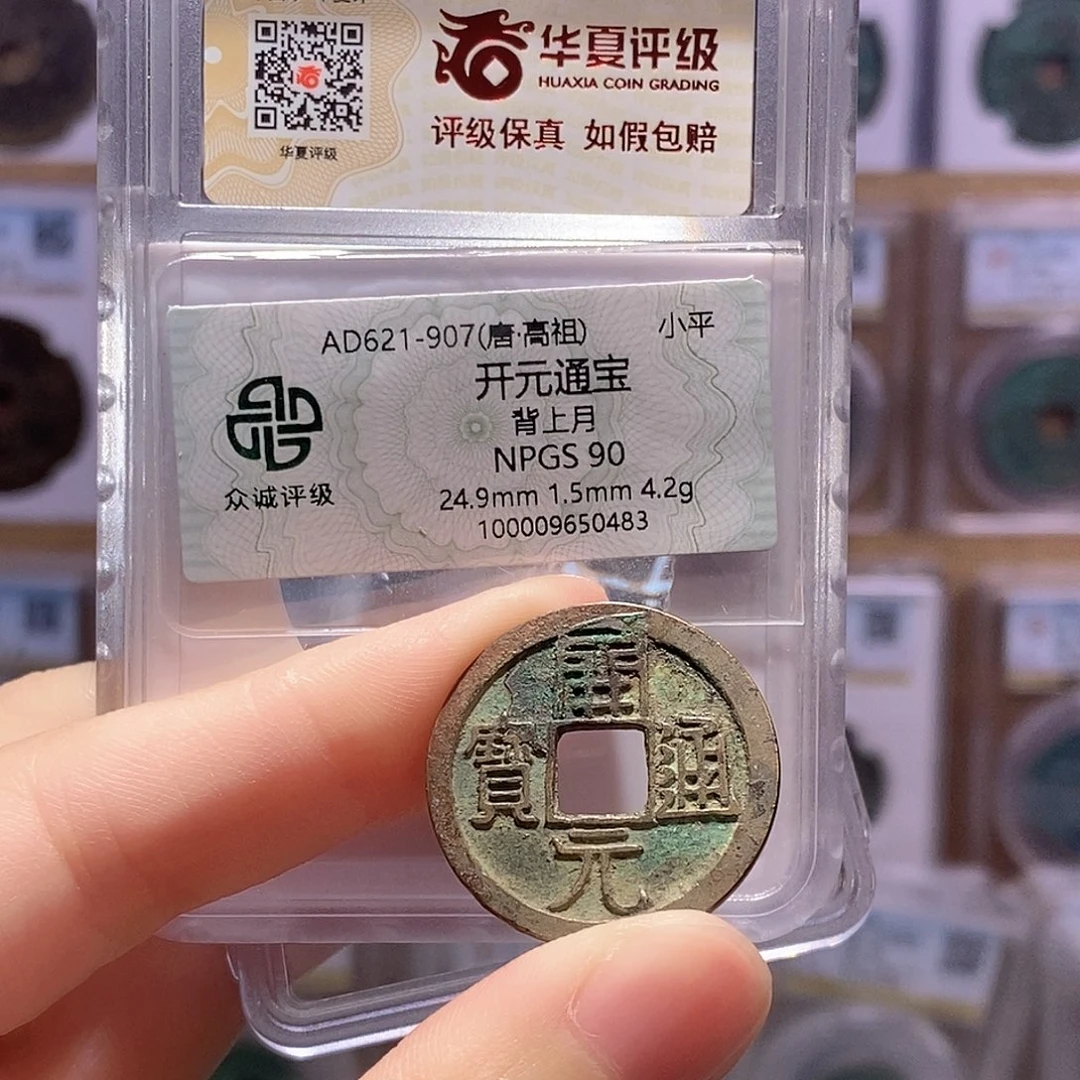 华夏评级
华夏评级
HUAXIA COIN GRADING
评级保真 如假包赔
AD621-907(唐·高祖) 小平
开元通宝
背上月
NPGS 90
24.9mm 1.5mm 4.2g
100009650483
众诚评级
開
寶 通
元